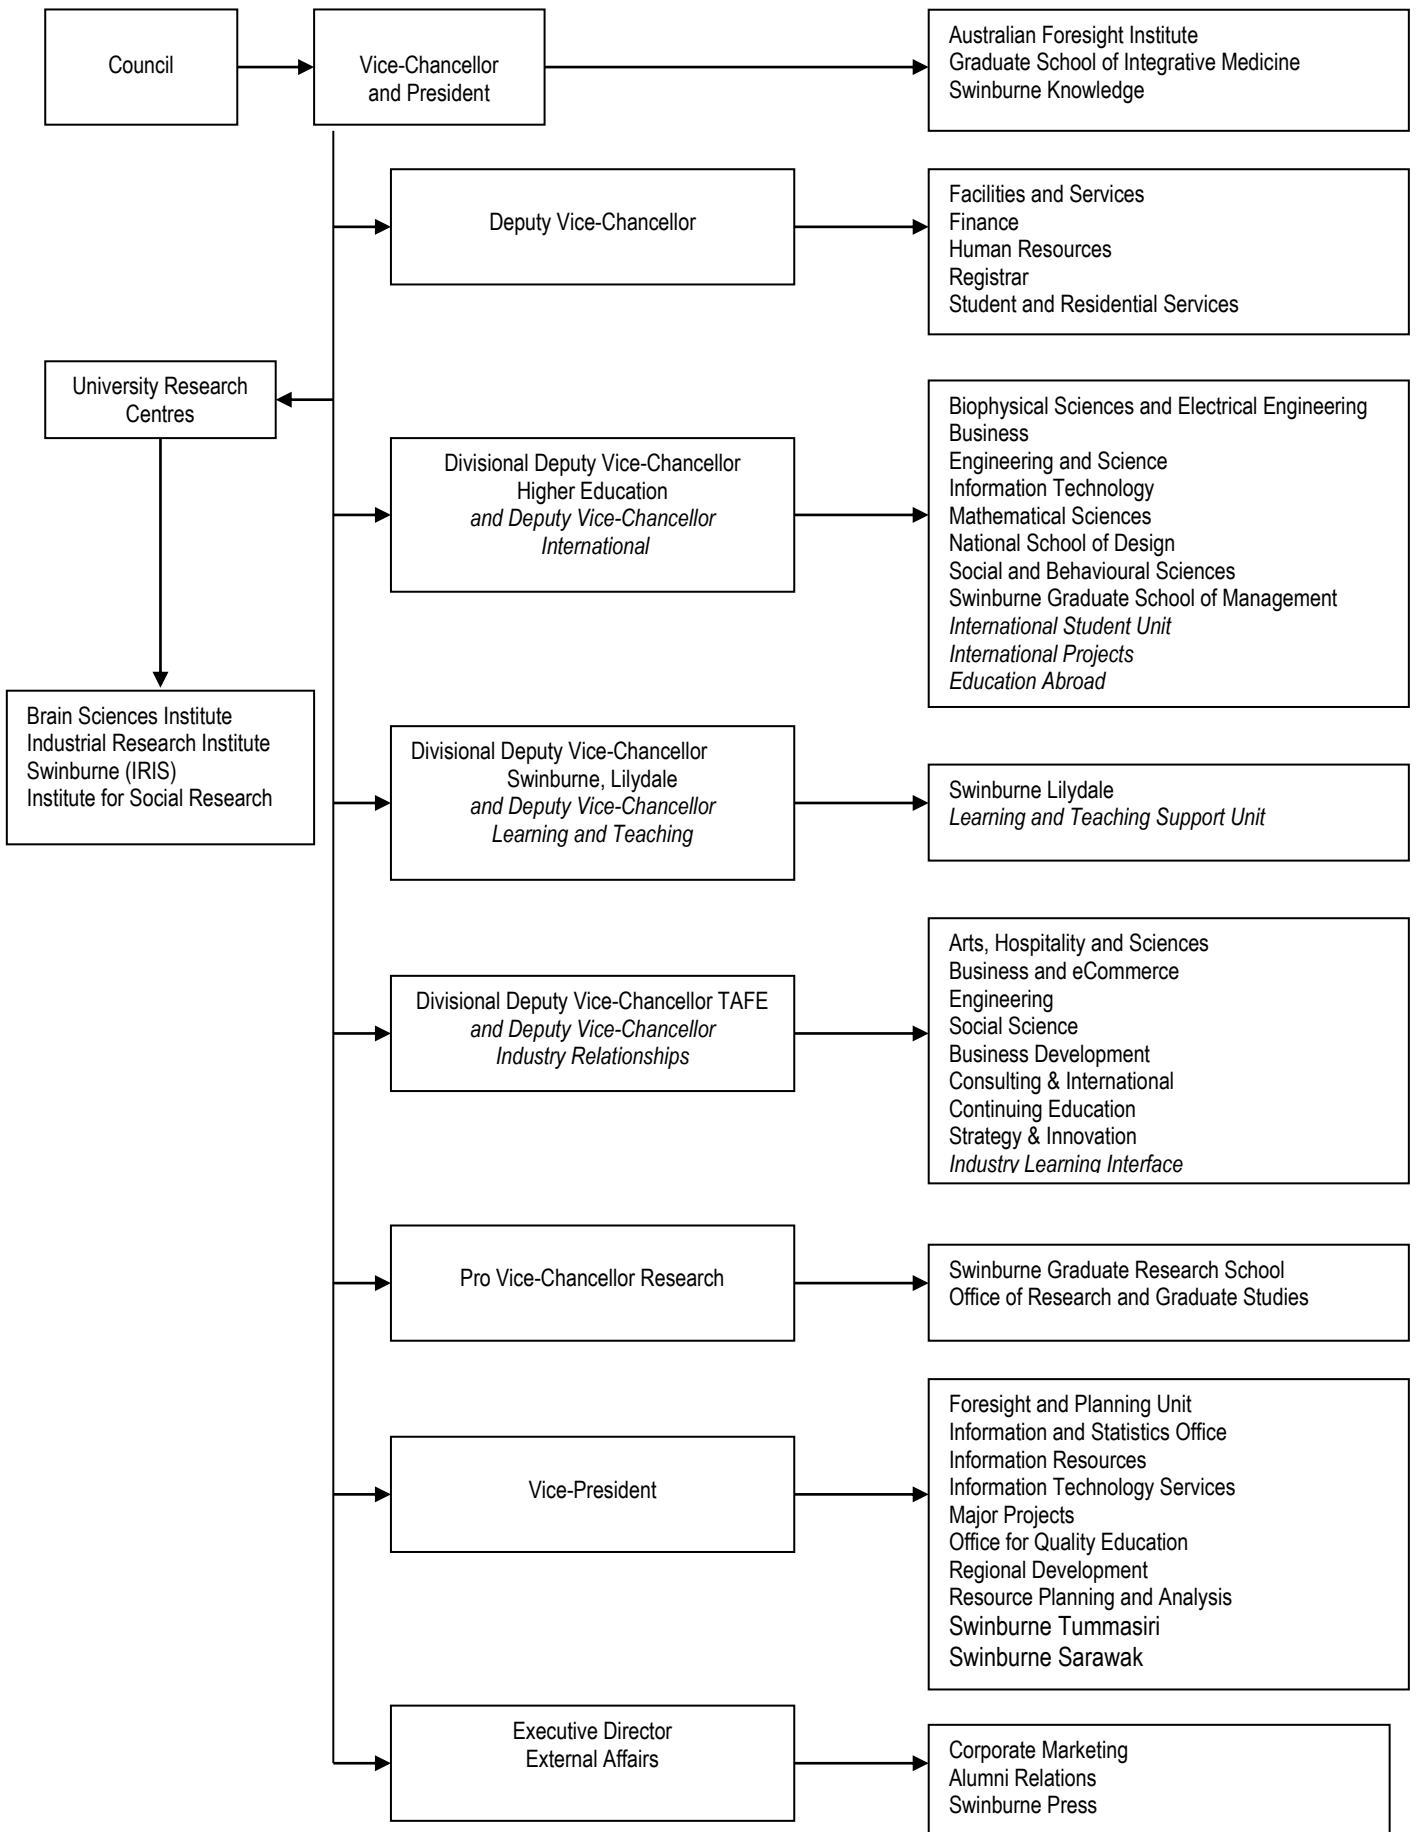 Council
Vice-Chancellor
and President
Australian Foresight Institute
Graduate School of Integrative Medicine
Swinburne Knowledge
Deputy Vice-Chancellor
Facilities and Services
Finance
Human Resources
Registrar
Student and Residential Services
University Research
Centres
Divisional Deputy Vice-Chancellor
Higher Education
and Deputy Vice-Chancellor
International
Biophysical Sciences and Electrical Engineering
Business
Engineering and Science
Information Technology
Mathematical Sciences
National School of Design
Social and Behavioural Sciences
Swinburne Graduate School of Management
International Student Unit
International Projects
Education Abroad
Brain Sciences Institute
Industrial Research Institute
Swinburne (IRIS)
Institute for Social Research
Divisional Deputy Vice-Chancellor
Swinburne, Lilydale
and Deputy Vice-Chancellor
Learning and Teaching
Swinburne Lilydale
Learning and Teaching Support Unit
Divisional Deputy Vice-Chancellor TAFE
and Deputy Vice-Chancellor
Industry Relationships
Arts, Hospitality and Sciences
Business and eCommerce
Engineering
Social Science
Business Development
Consulting & International
Continuing Education
Strategy & Innovation
Industry Learning Interface
Pro Vice-Chancellor Research
Swinburne Graduate Research School
Office of Research and Graduate Studies
Vice-President
Foresight and Planning Unit
Information and Statistics Office
Information Resources
Information Technology Services
Major Projects
Office for Quality Education
Regional Development
Resource Planning and Analysis
Swinburne Tummasiri
Swinburne Sarawak
Executive Director
External Affairs
Corporate Marketing
Alumni Relations
Swinburne Press